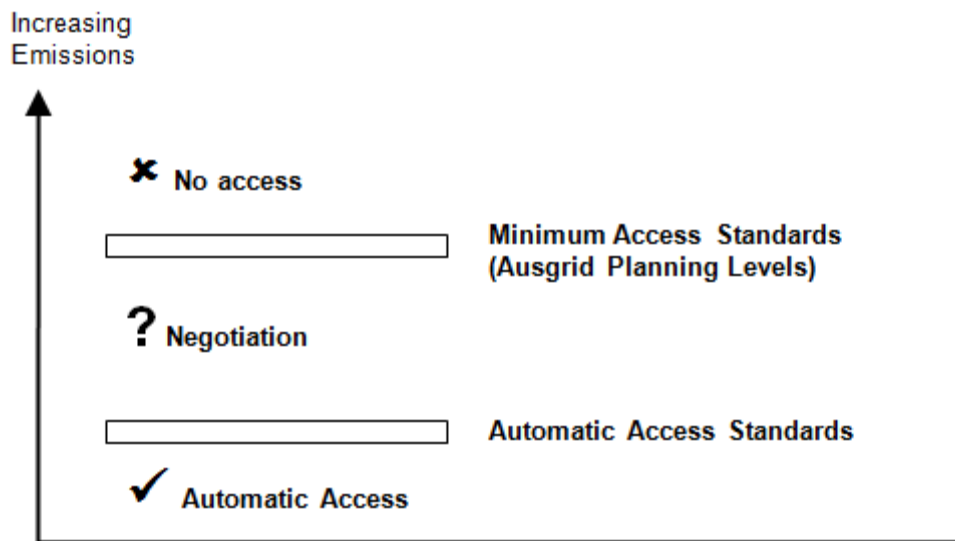 Increasing
Emissions
✘ No access
Minimum Access Standards
(Ausgrid Planning Levels)
? Negotiation
Automatic Access Standards
✓ Automatic Access